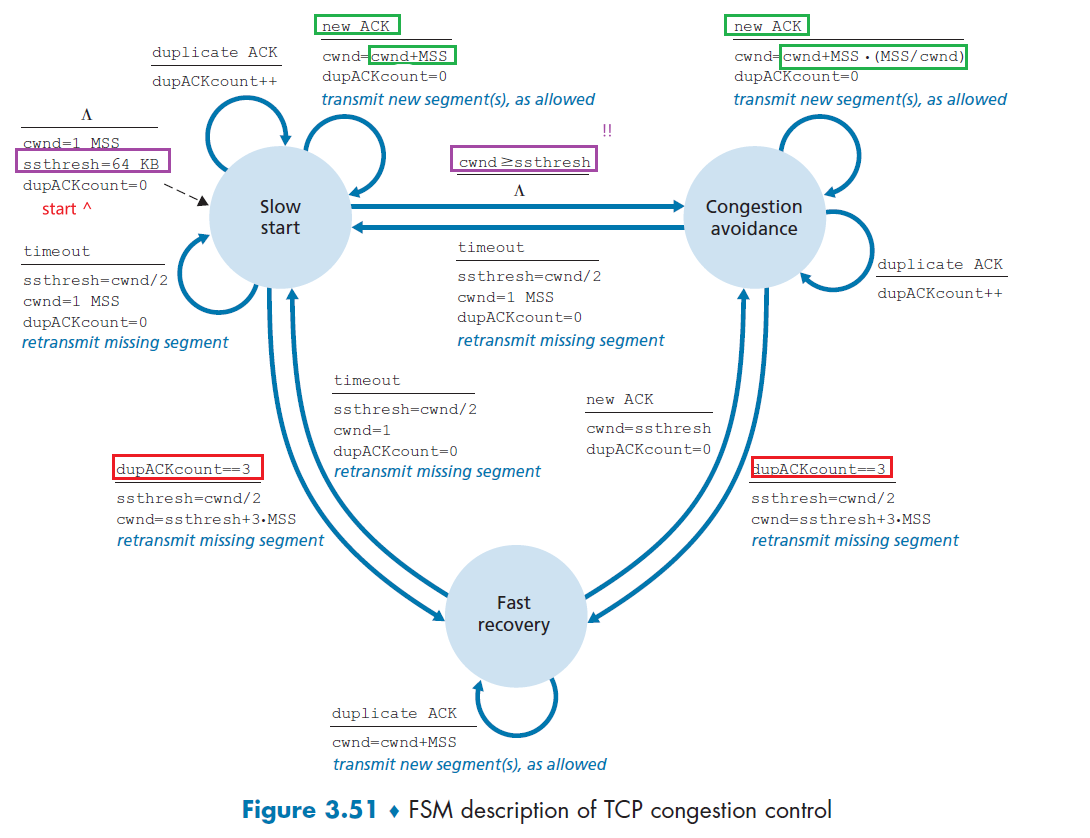 new ACK
cwnd=cwnd+MSS
dupACKcount=0
transmit new segment(s), as allowed
new ACK
cwnd=cwnd+MSS•(MSS/cwnd)
dupACKcount=0
transmit new segment(s), as allowed
duplicate ACK
dupACKcount++
Λ
cwnd=1 MSS
ssthresh=64 KB
dupACKcount=0
start ^
!!
cwnd≥ssthresh
Λ
Slow
start
Congestion
avoidance
timeout
ssthresh=cwnd/2
cwnd=1 MSS
dupACKcount=0
retransmit missing segment
timeout
ssthresh=cwnd/2
cwnd=1 MSS
dupACKcount=0
retransmit missing segment
duplicate ACK
dupACKcount++
timeout
ssthresh=cwnd/2
cwnd=1
dupACKcount=0
retransmit missing segment
new ACK
cwnd=ssthresh
dupACKcount=0
dupACKcount==3
ssthresh=cwnd/2
cwnd=ssthresh+3•MSS
retransmit missing segment
dupACKcount==3
ssthresh=cwnd/2
cwnd=ssthresh+3•MSS
retransmit missing segment
Fast
recovery
duplicate ACK
cwnd=cwnd+MSS
transmit new segment(s), as allowed
Figure 3.51 ♦ FSM description of TCP congestion control